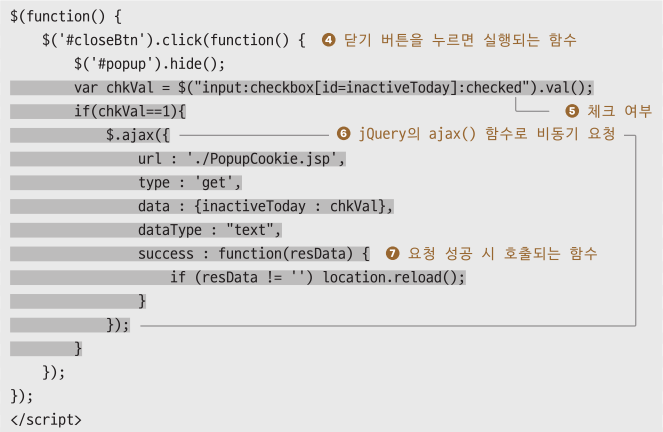 $(function() {
    $('#closeBtn').click(function() { ❹ 닫기 버튼을 누르면 실행되는 함수
        $('#popup').hide();
        var chkVal = $("input:checkbox[id=inactiveToday]:checked").val();
        if(chkVal==1){ ❺ 체크 여부
            $.ajax({ ❻ jQuery의 ajax() 함수로 비동기 요청
                url : './PopupCookie.jsp',
                type : 'get',
                data : {inactiveToday : chkVal},
                dataType : "text",
                success : function(resData) { ❼ 요청 성공 시 호출되는 함수
                    if (resData != '') location.reload();
                }
            });
        }
    });
});
</script>